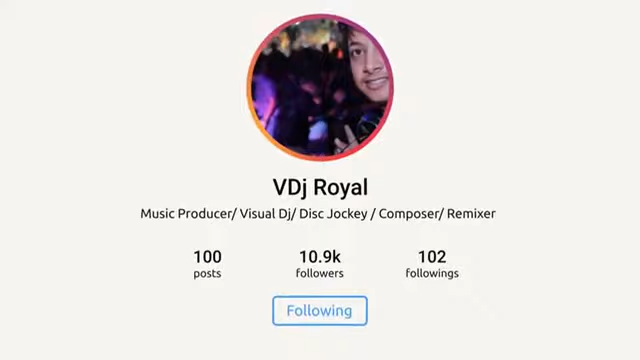 VDj Royal
Music Producer/ Visual Dj/ Disc Jockey / Composer/ Remixer
100 10.9k 102
posts followers followings
Following